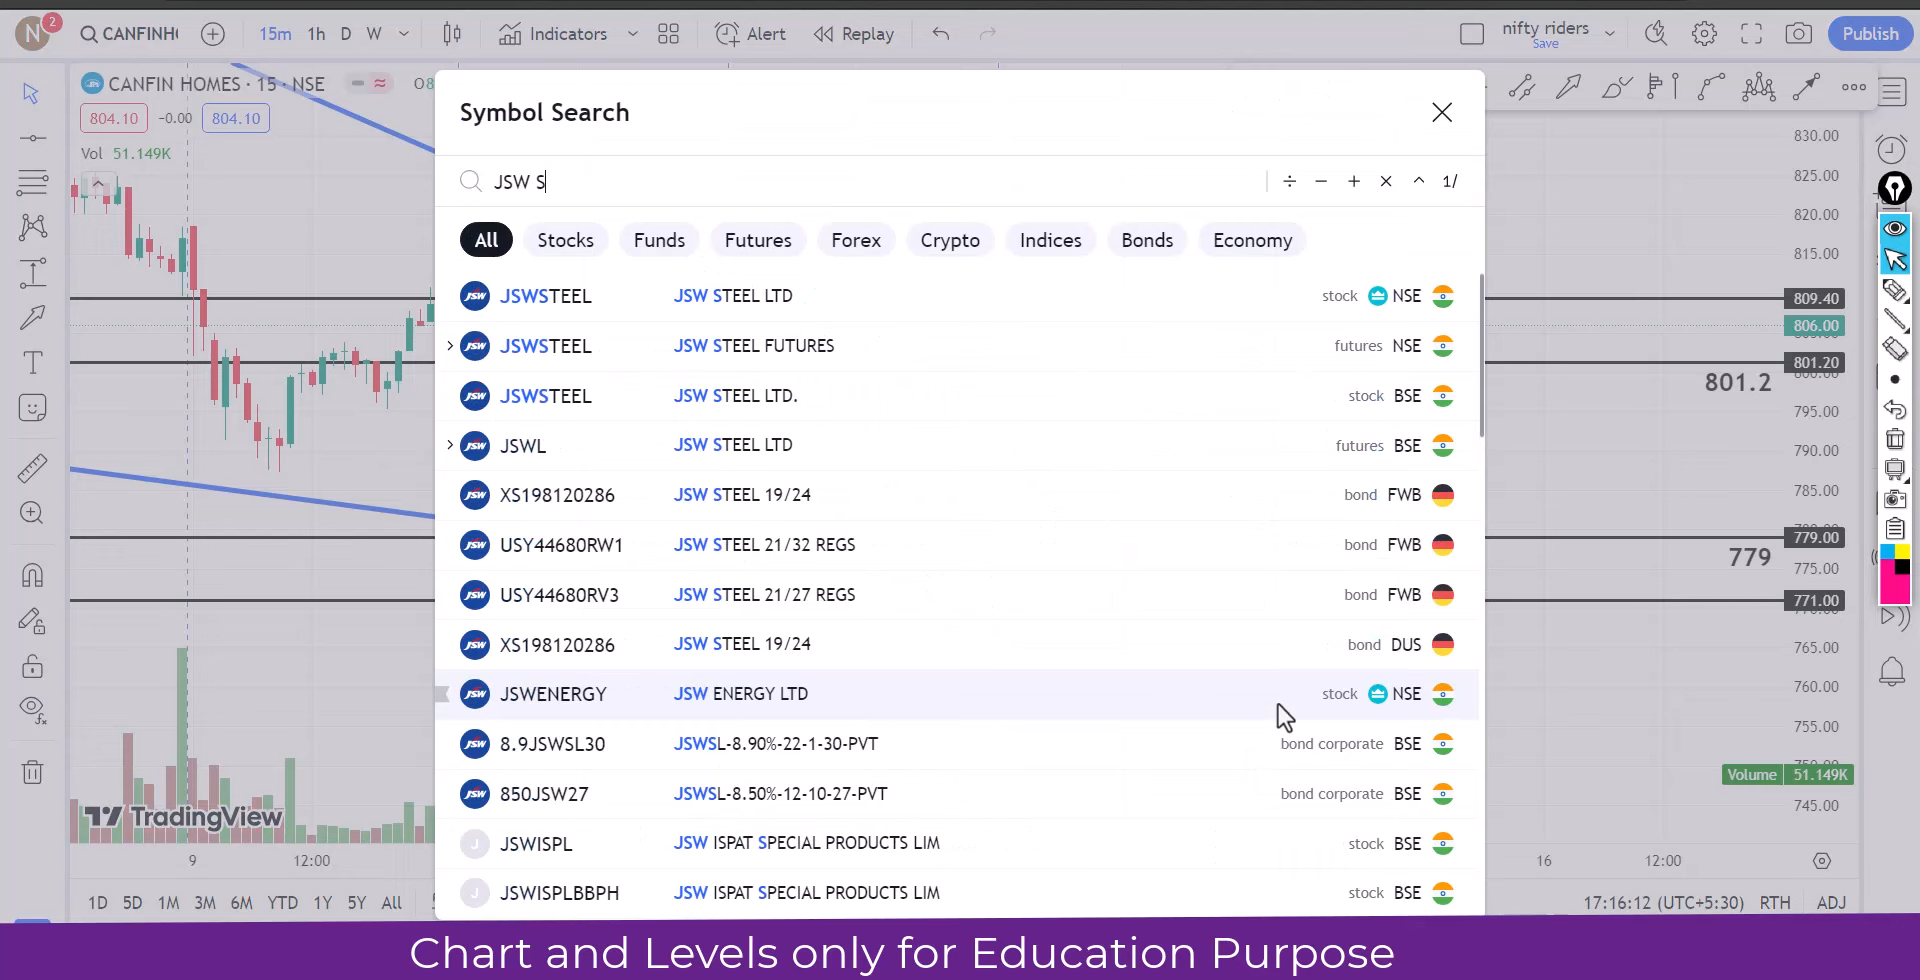 N 2 CANFINH 15m 1h D W Indicators Alert Replay nifty riders Save Publish
CANFIN HOMES · 15 · NSE O8
804.10 −0.00 804.10
Vol 51.149K
Symbol Search
JSW S 1/
All Stocks Funds Futures Forex Crypto Indices Bonds Economy
JSWSTEEL JSW STEEL LTD stock NSE
JSWSTEEL JSW STEEL FUTURES futures NSE
JSWSTEEL JSW STEEL LTD. stock BSE
JSWL JSW STEEL LTD futures BSE
XS198120286 JSW STEEL 19/24 bond FWB
USY44680RW1 JSW STEEL 21/32 REGS bond FWB
USY44680RV3 JSW STEEL 21/27 REGS bond FWB
XS198120286 JSW STEEL 19/24 bond DUS
JSWENERGY JSW ENERGY LTD stock NSE
8.9JSWSL30 JSWSL-8.90%-22-1-30-PVT bond corporate BSE
850JSW27 JSWSL-8.50%-12-10-27-PVT bond corporate BSE
JSWISPL JSW ISPAT SPECIAL PRODUCTS LIM stock BSE
JSWISPLBBPH JSW ISPAT SPECIAL PRODUCTS LIM stock BSE
830.00
825.00
820.00
815.00
809.40
806.00
801.20
801.2
795.00
790.00
785.00
779.00
779
775.00
771.00
765.00
760.00
755.00
Volume 51.149K
745.00
TradingView
9 12:00 16 12:00
1D 5D 1M 3M 6M YTD 1Y 5Y All 17:16:12 (UTC+5:30) RTH ADJ
Chart and Levels only for Education Purpose